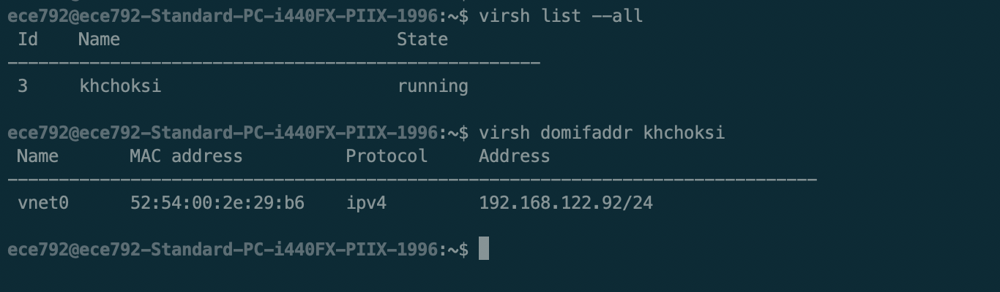 ece792@ece792-Standard-PC-i440FX-PIIX-1996:~$ virsh list --all
Id Name State
----------------------------------------------------
3 khchoksi running
ece792@ece792-Standard-PC-i440FX-PIIX-1996:~$ virsh domifaddr khchoksi
Name MAC address Protocol Address
-------------------------------------------------------------------------------
vnet0 52:54:00:2e:29:b6 ipv4 192.168.122.92/24
ece792@ece792-Standard-PC-i440FX-PIIX-1996:~$